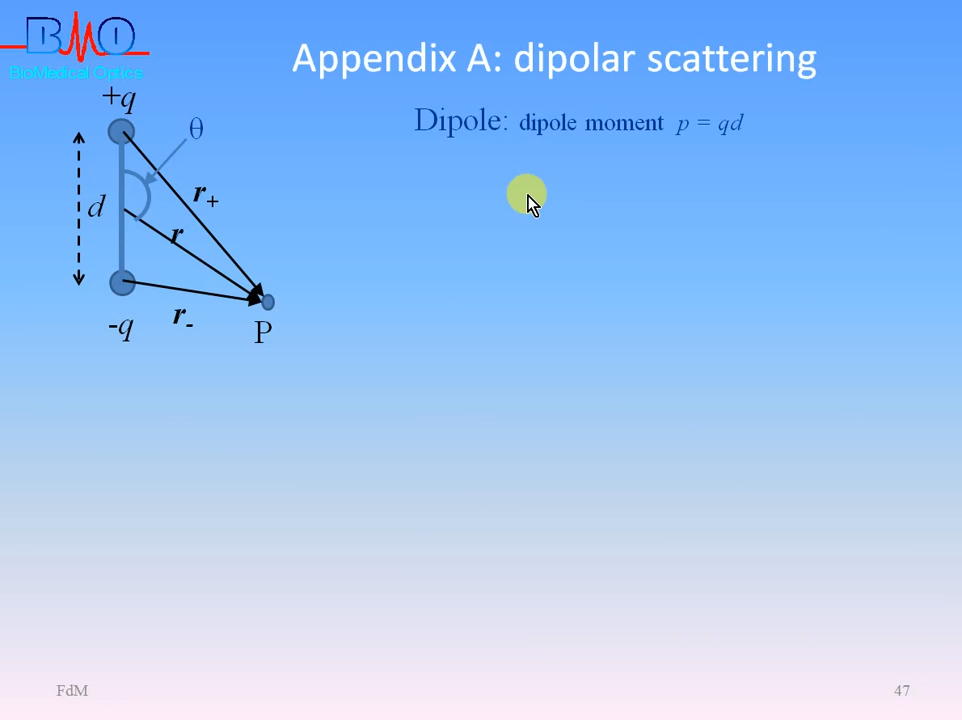 BMO
BioMedical Optics
Appendix A: dipolar scattering
Dipole: dipole moment p = qd
+q
θ
r+
d
r
r-
-q
P
FdM
47